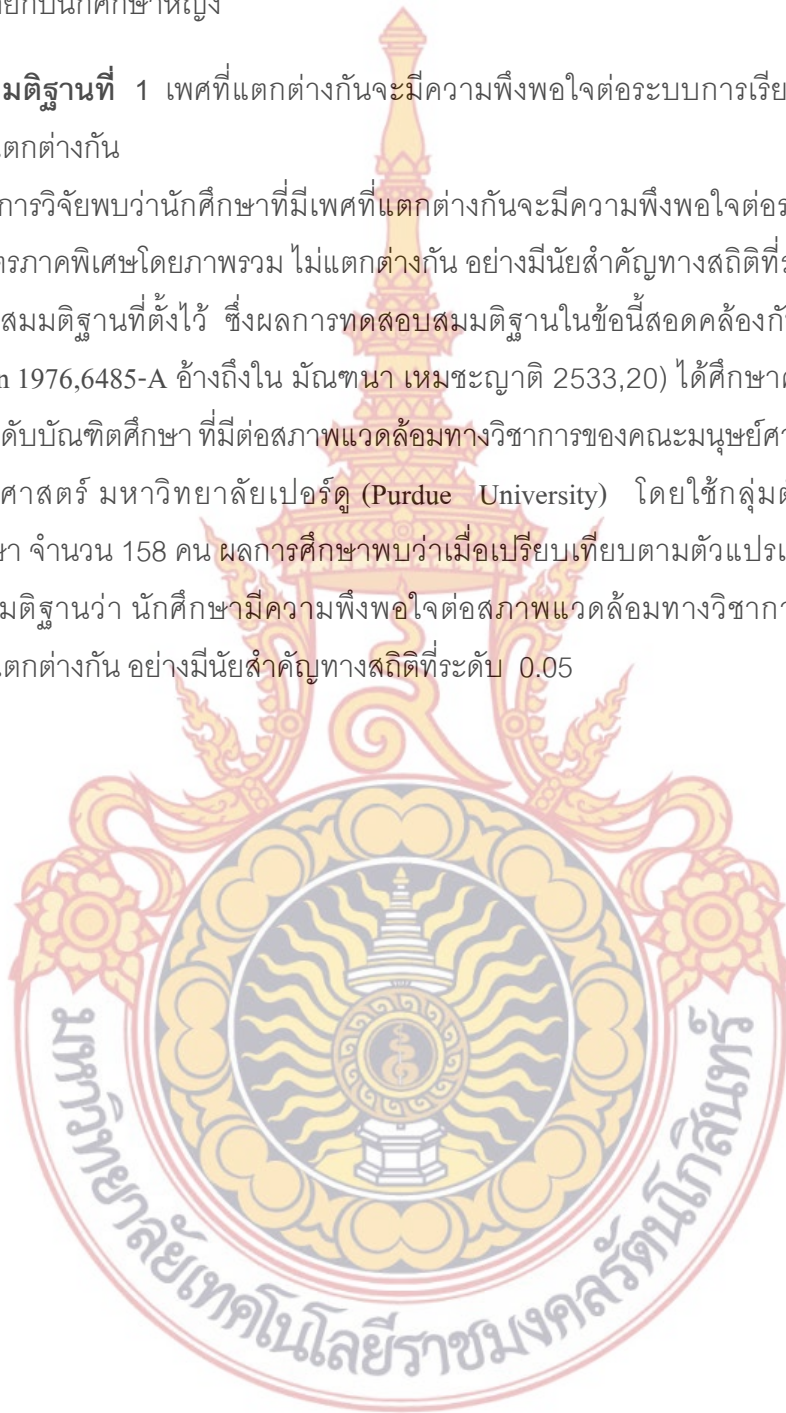 ยกับนักศึกษาหญิง
มติฐานที่ 1 เพศที่แตกต่างกันจะมีความพึงพอใจต่อระบบการเรีย
แตกต่างกัน
การวิจัยพบว่านักศึกษาที่มีเพศที่แตกต่างกันจะมีความพึงพอใจต่อร
ตรภาคพิเศษโดยภาพรวม ไม่แตกต่างกัน อย่างมีนัยสำคัญทางสถิติที่ร
สมมติฐานที่ตั้งไว้ ซึ่งผลการทดสอบสมมติฐานในข้อนี้สอดคล้องกั
n 1976,6485-A อ้างถึงใน มัณฑนา เหมชะญาติ 2533,20) ได้ศึกษาค
ดับบัณฑิตศึกษา ที่มีต่อสภาพแวดล้อมทางวิชาการของคณะมนุษย์ศา
ศาสตร์ มหาวิทยาลัยเปอร์ดู (Purdue University) โดยใช้กลุ่มตั
ษา จำนวน 158 คน ผลการศึกษาพบว่าเมื่อเปรียบเทียบตามตัวแปรเ
มติฐานว่า นักศึกษามีความพึงพอใจต่อสภาพแวดล้อมทางวิชากา
แตกต่างกัน อย่างมีนัยสำคัญทางสถิติที่ระดับ 0.05
มหาวิทยาลัยเทคโนโลยีราชมงคลรัตนโกสินทร์